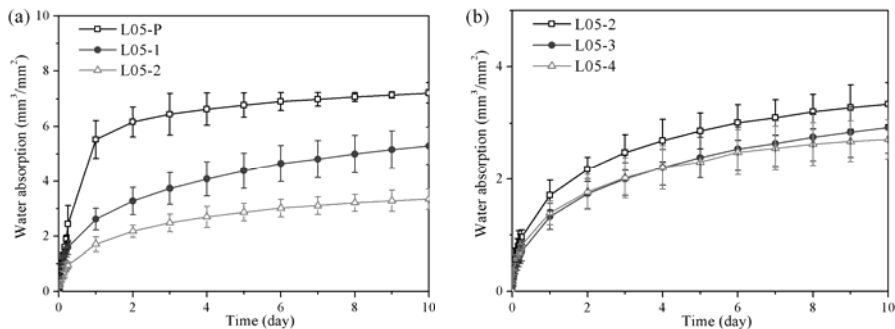 (a)
10
8
6
4
2
0
Water absorption (mm³/mm²)
L05-P
L05-1
L05-2
0 2 4 6 8 10
Time (day)
(b)
4
2
0
Water absorption (mm³/mm²)
L05-2
L05-3
L05-4
0 2 4 6 8 10
Time (day)